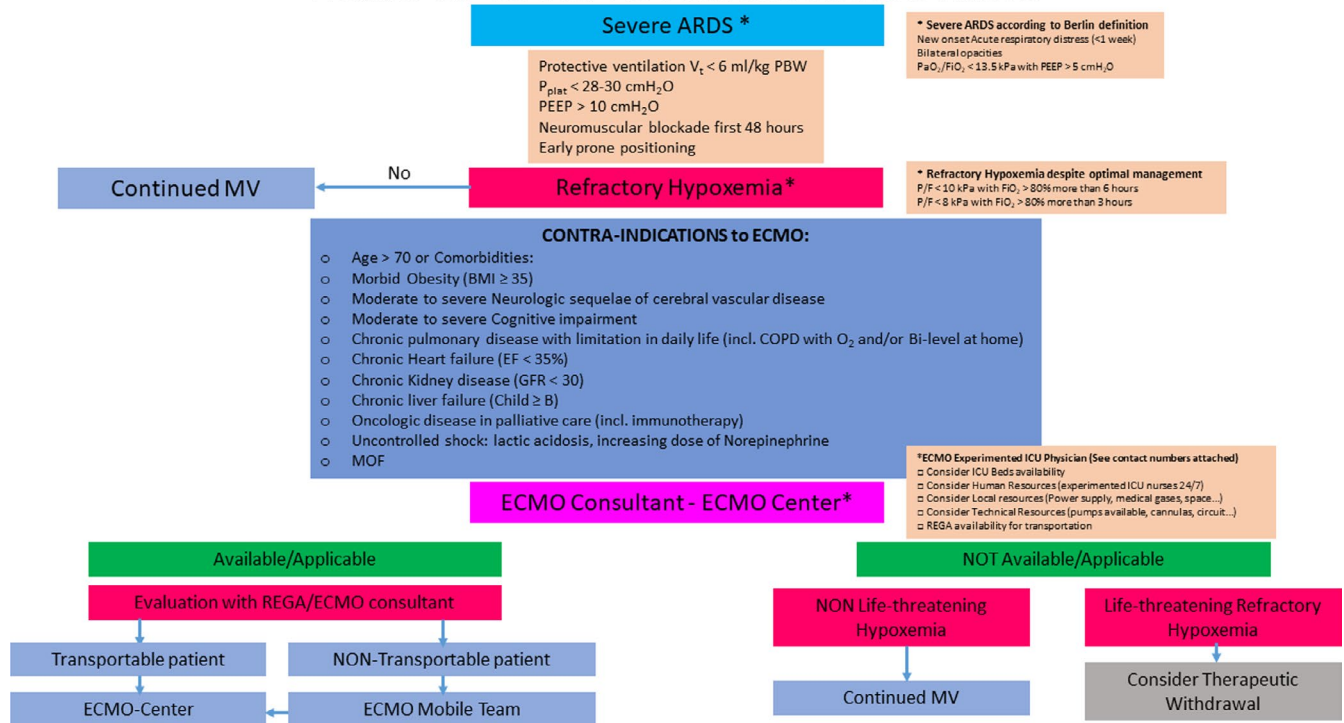 Severe ARDS *
* Severe ARDS according to Berlin definition
New onset Acute respiratory distress (<1 week)
Bilateral opacities
PaO₂/FiO₂ < 13.5 kPa with PEEP > 5 cmH₂O
Protective ventilation Vₜ < 6 ml/kg PBW
Pₚₗₐₜ < 28-30 cmH₂O
PEEP > 10 cmH₂O
Neuromuscular blockade first 48 hours
Early prone positioning
Continued MV
No
Refractory Hypoxemia*
* Refractory Hypoxemia despite optimal management
P/F < 10 kPa with FiO₂ > 80% more than 6 hours
P/F < 8 kPa with FiO₂ > 80% more than 3 hours
CONTRA-INDICATIONS to ECMO:
o Age > 70 or Comorbidities:
o Morbid Obesity (BMI ≥ 35)
o Moderate to severe Neurologic sequelae of cerebral vascular disease
o Moderate to severe Cognitive impairment
o Chronic pulmonary disease with limitation in daily life (incl. COPD with O₂ and/or Bi-level at home)
o Chronic Heart failure (EF < 35%)
o Chronic Kidney disease (GFR < 30)
o Chronic liver failure (Child ≥ B)
o Oncologic disease in palliative care (incl. immunotherapy)
o Uncontrolled shock: lactic acidosis, increasing dose of Norepinephrine
o MOF
*ECMO Experimented ICU Physician (See contact numbers attached)
□ Consider ICU Beds availability
□ Consider Human Resources (experimented ICU nurses 24/7)
□ Consider Local resources (Power supply, medical gases, space...)
□ Consider Technical Resources (pumps available, cannulas, circuit...)
□ REGA availability for transportation
ECMO Consultant - ECMO Center*
Available/Applicable
NOT Available/Applicable
Evaluation with REGA/ECMO consultant
NON Life-threatening
Hypoxemia
Life-threatening Refractory
Hypoxemia
Transportable patient
NON-Transportable patient
ECMO-Center
ECMO Mobile Team
Continued MV
Consider Therapeutic
Withdrawal